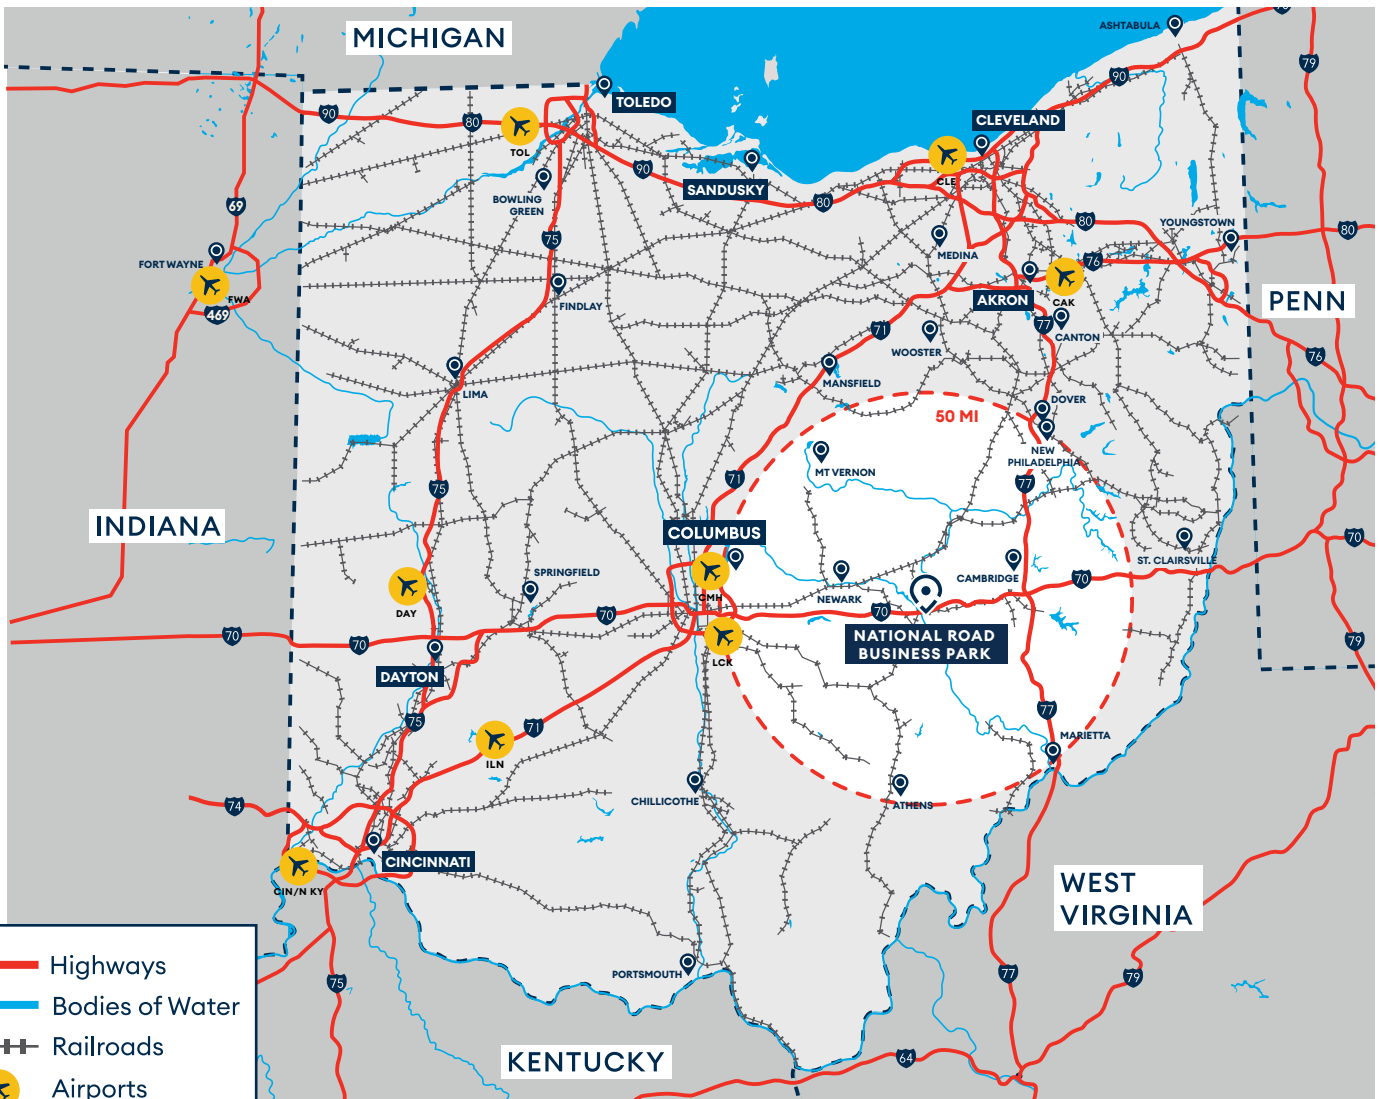 MICHIGAN
ASHTABULA
79
90
TOLEDO
90
80
CLEVELAND
TOL
CLE
90
SANDUSKY
80
BOWLING
GREEN
69
80
YOUNGSTOWN
80
75
MEDINA
FORT WAYNE
76
FWA
469
FINDLAY
AKRON
CAK
PENN
77
CANTON
71
WOOSTER
76
MANSFIELD
LIMA
DOVER
50 MI
NEW
PHILADELPHIA
MT VERNON
71
77
75
INDIANA
COLUMBUS
70
ST. CLAIRSVILLE
SPRINGFIELD
CAMBRIDGE
70
CMH
NEWARK
DAY
70
70
70
70
NATIONAL ROAD
BUSINESS PARK
79
LCK
DAYTON
77
75
71
MARIETTA
ILN
CHILLICOTHE
ATHENS
74
CINCINNATI
CIN/N KY
WEST
VIRGINIA
PORTSMOUTH
77
79
75
Highways
Bodies of Water
Railroads
Airports
KENTUCKY
64